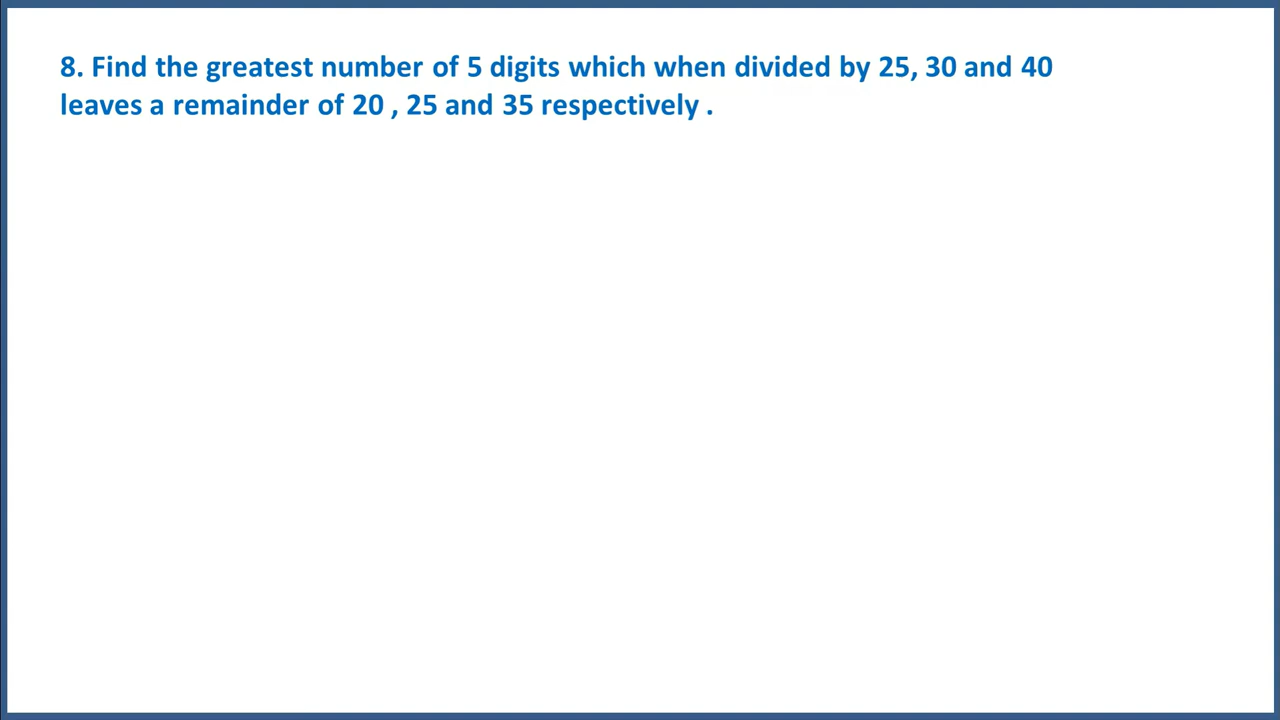 8. Find the greatest number of 5 digits which when divided by 25, 30 and 40
leaves a remainder of 20 , 25 and 35 respectively .